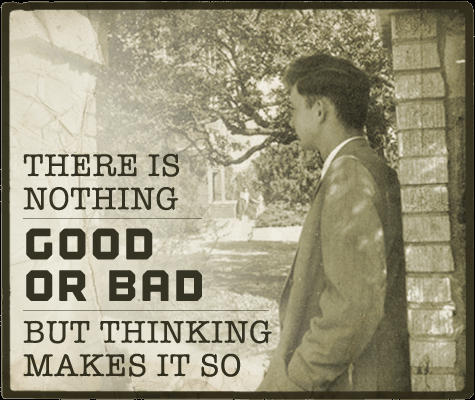 THERE IS
NOTHING
GOOD
OR BAD
BUT THINKING
MAKES IT SO